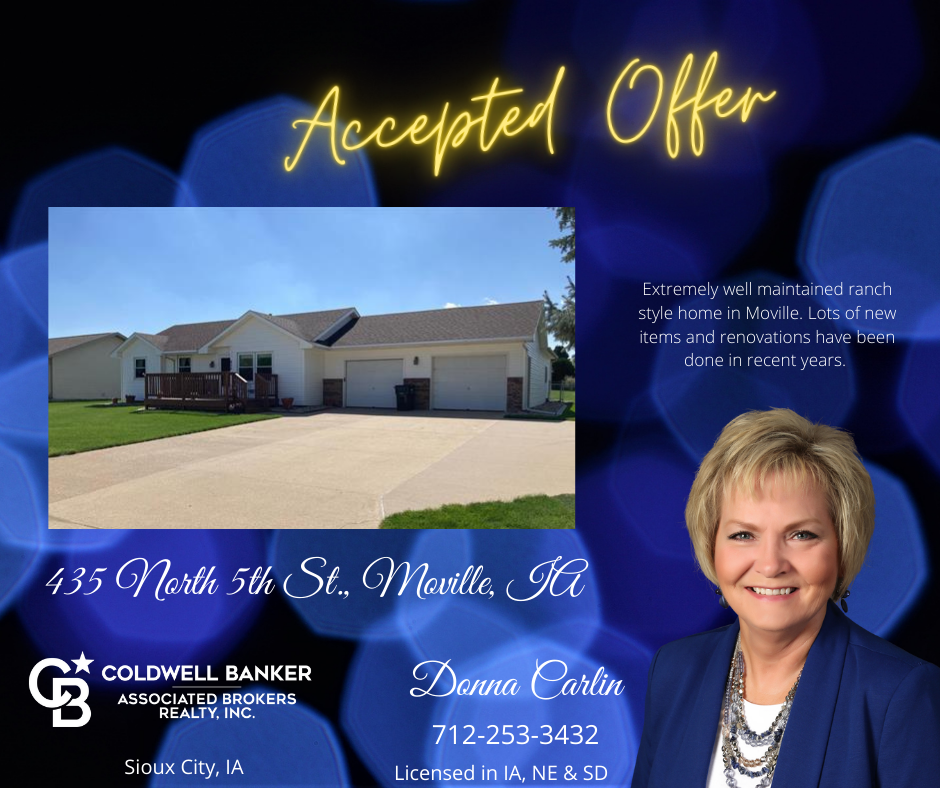 Accepted Offer
Extremely well maintained ranch
style home in Moville. Lots of new
items and renovations have been
done in recent years.
435 North 5th St., Moville, IA
CB
COLDWELL BANKER
ASSOCIATED BROKERS
REALTY, INC.
Sioux City, IA
Donna Carlin
712-253-3432
Licensed in IA, NE & SD